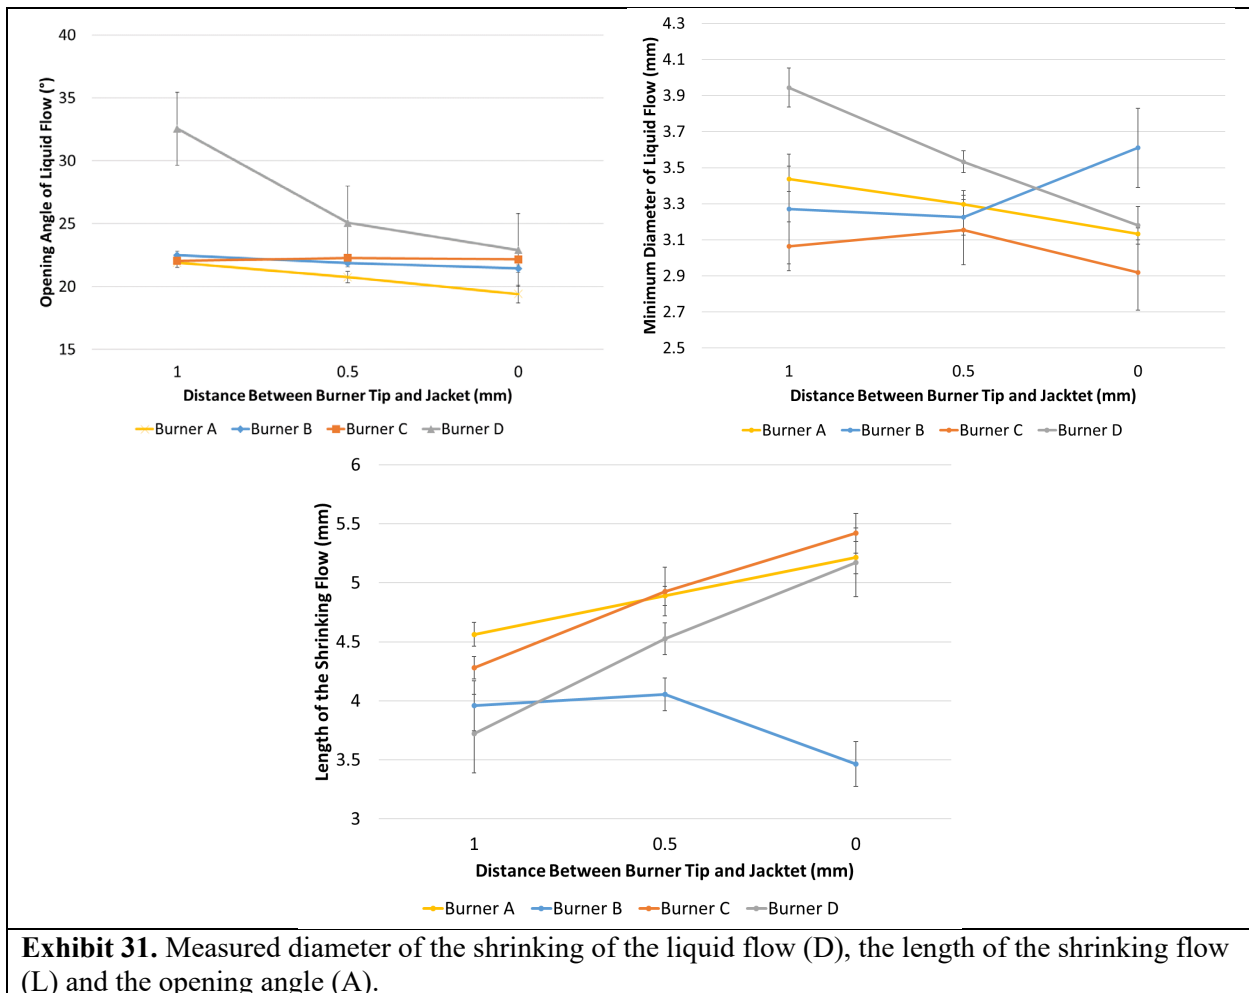 40
35
30
25
20
15
Opening Angle of Liquid Flow (°)
1 0.5 0
Distance Between Burner Tip and Jacket (mm)
Burner A Burner B Burner C Burner D
4.3
4.1
3.9
3.7
3.5
3.3
3.1
2.9
2.7
2.5
Minimum Diameter of Liquid Flow (mm)
1 0.5 0
Distance Between Burner Tip and Jacktet (mm)
Burner A Burner B Burner C Burner D
6
5.5
5
4.5
4
3.5
3
Length of the Shrinking Flow (mm)
1 0.5 0
Distance Between Burner Tip and Jacktet (mm)
Burner A Burner B Burner C Burner D
Exhibit 31. Measured diameter of the shrinking of the liquid flow (D), the length of the shrinking flow
(L) and the opening angle (A).